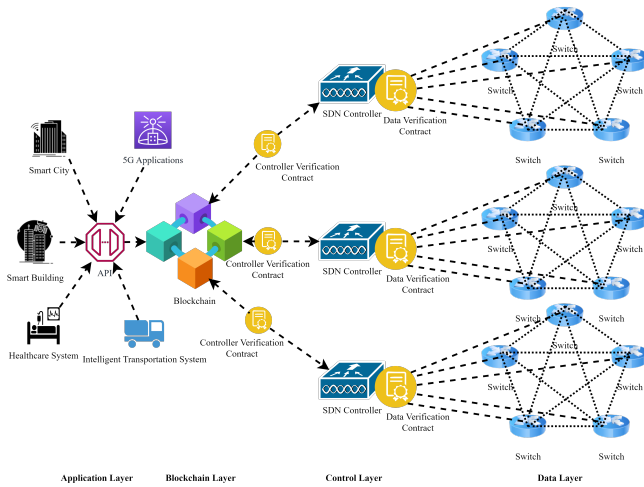 Switch
Switch
Switch
SDN Controller
Data Verification
Contract
Switch
Switch
5G Applications
Smart City
Controller Verification
Contract
Switch
Switch
Switch
API
Smart Building
Controller Verification
Contract
SDN Controller
Data Verification
Contract
Switch
Switch
Blockchain
Switch
Controller Verification
Contract
Healthcare System
Intelligent Transportation System
Switch
Switch
SDN Controller
Data Verification
Contract
Switch
Switch
Application Layer
Blockchain Layer
Control Layer
Data Layer